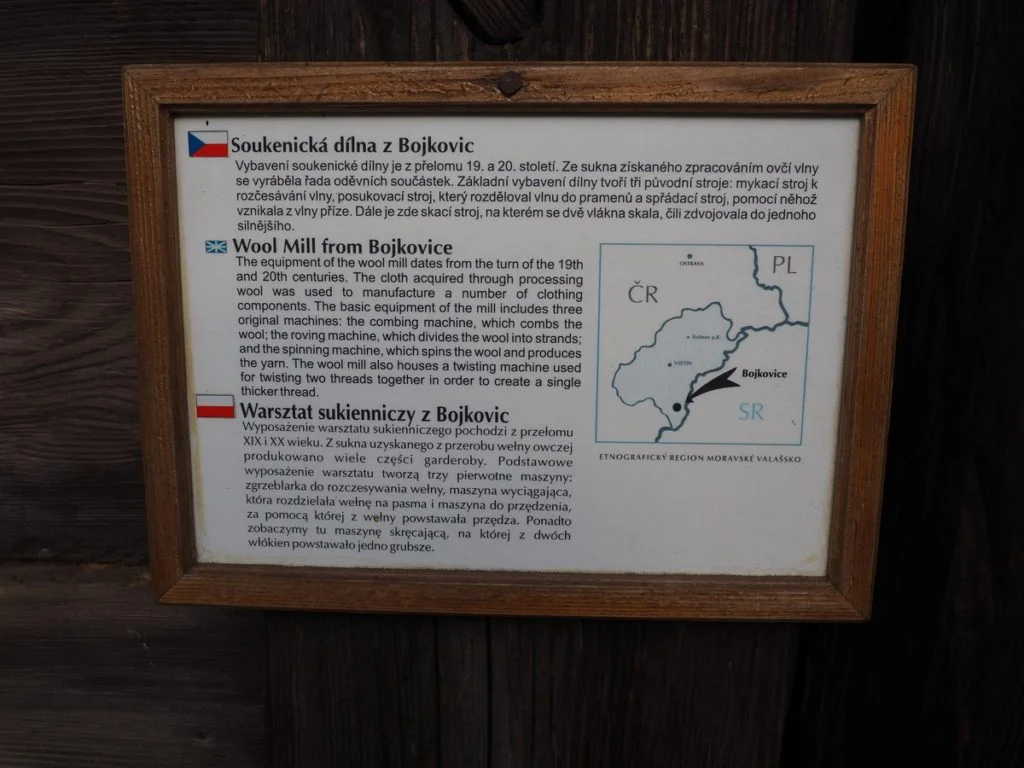 Soukenická dílna z Bojkovic
Vybavení soukenické dílny je z přelomu 19. a 20. století. Ze sukna získaného zpracováním ovčí vlny
se vyráběla řada oděvních součástek. Základní vybavení dílny tvoří tři původní stroje: mykací stroj k
rozčesávání vlny, posukovací stroj, který rozděloval vlnu do pramenů a spřádací stroj, pomocí něhož
vznikala z vlny příze. Dále je zde skací stroj, na kterém se dvě vlákna skala, čili zdvojovala do jednoho
silnějšího.
Wool Mill from Bojkovice
The equipment of the wool mill dates from the turn of the 19th
and 20th centuries. The cloth acquired through processing
wool was used to manufacture a number of clothing
components. The basic equipment of the mill includes three
original machines: the combing machine, which combs the
wool; the roving machine, which divides the wool into strands;
and the spinning machine, which spins the wool and produces
the yarn. The wool mill also houses a twisting machine used
for twisting two threads together in order to create a single
thicker thread.
Warsztat sukienniczy z Bojkovic
Wyposażenie warsztatu sukienniczego pochodzi z przełomu
XIX i XX wieku. Z sukna uzyskanego z przerobu wełny owczej
produkowano wiele części garderoby. Podstawowe
wyposażenie warsztatu tworzą trzy pierwotne maszyny:
zgrzeblarka do rozczesywania wełny, maszyna wyciągająca,
która rozdzielała wełnę na pasma i maszyna do przędzenia,
za pomocą której z wełny powstawała przędza. Ponadto
zobaczymy tu maszynę skręcającą, na której z dwóch
włókien powstawało jedno grubsze.
OSTRAVA
PL
ČR
Rožnov p.R.
VSETÍN
Bojkovice
SR
ETNOGRAFICKÝ REGION MORAVSKÉ VALAŠSKO